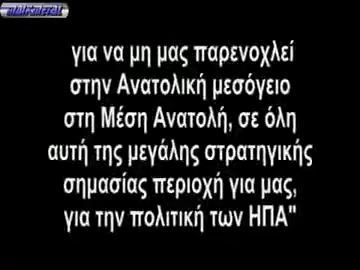 για να μη μας παρενοχλεί
στην Ανατολική μεσόγειο
στη Μέση Ανατολή, σε όλη
αυτή της μεγάλης στρατηγικής
σημασίας περιοχή για μας,
για την πολιτική των ΗΠΑ"